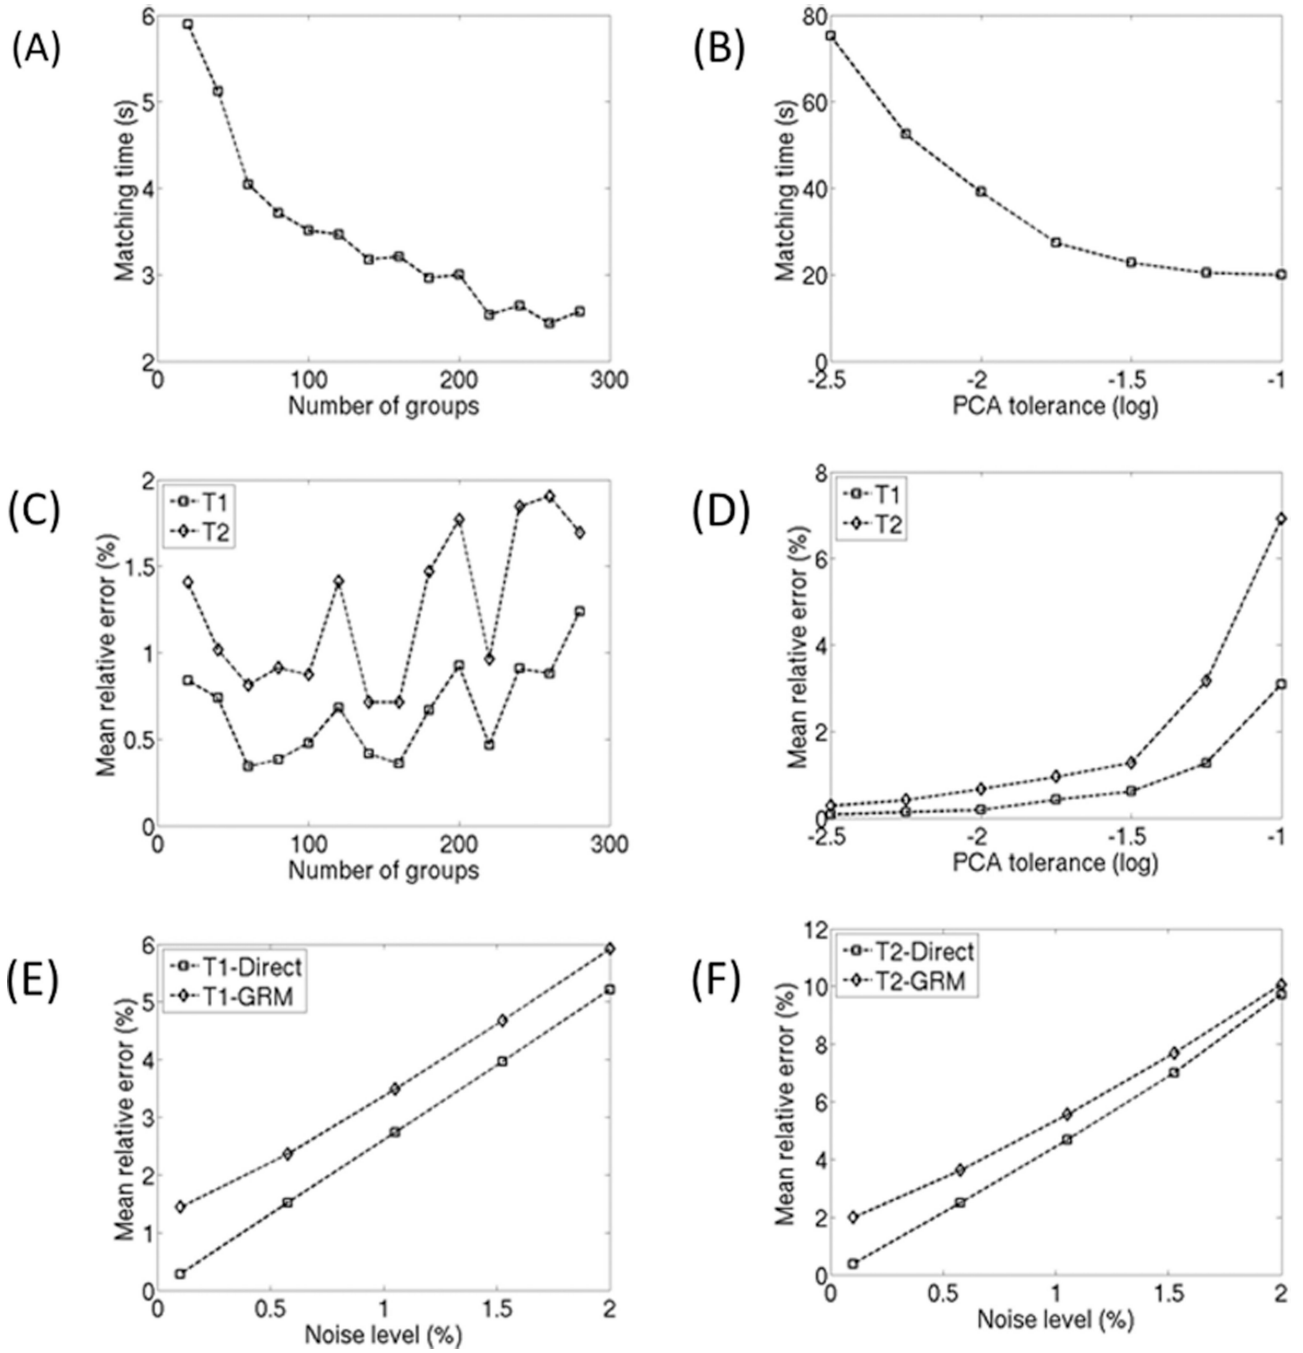 (A)
6
5
4
3
2
Matching time (s)
0 100 200 300
Number of groups
(B)
80
60
40
20
0
Matching time (s)
-2.5 -2 -1.5 -1
PCA tolerance (log)
(C)
2
1.5
1
0.5
0
Mean relative error (%)
T1
T2
0 100 200 300
Number of groups
(D)
8
6
4
2
0
Mean relative error (%)
T1
T2
-2.5 -2 -1.5 -1
PCA tolerance (log)
(E)
6
5
4
3
2
1
0
Mean relative error (%)
T1-Direct
T1-GRM
0 0.5 1 1.5 2
Noise level (%)
(F)
12
10
8
6
4
2
0
Mean relative error (%)
T2-Direct
T2-GRM
0 0.5 1 1.5 2
Noise level (%)